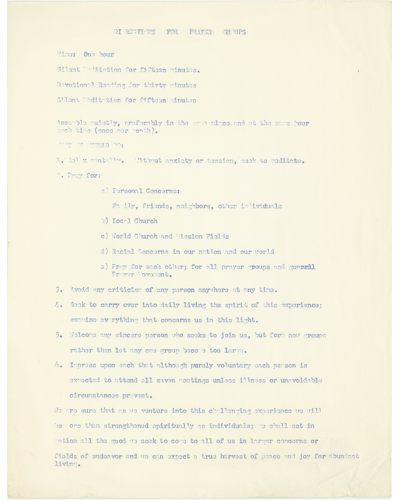 DIRECTIONS FOR PRAYER GROUPS
Time: One hour
Silent Meditation for fifteen minutes.
Devotional Reading for thirty minutes
Silent Meditation for fifteen minutes
Assemble quietly, preferably in the same place and at the same hour
each time (once per month).
1. Relax mentally. Without anxiety or tension, seek to meditate.
2. Pray for:
a) Personal Concerns:
Family, friends, neighbors, other individuals
b) Local Church
c) World Church and Mission Fields
d) Racial Concerns in our nation and our world
e) Pray for each other; for all prayer groups and overall
Prayer Movement.
3. Avoid any criticism of any person anywhere at any time.
4. Seek to carry over into daily living the spirit of this experience;
examine everything that concerns us in this light.
5. Welcome any sincere person who seeks to join us, but form new groups
rather than let any one group become too large.
6. Impress upon each that although purely voluntary each person is
expected to attend all seven meetings unless illness or unavoidable
circumstances prevent.
We are sure that as we venture into this challenging experience we will
be more than strengthened spiritually as individuals; we shall set in
motion all the good we seek to come to all of us in larger concerns or
fields of endeavor and we can expect a true harvest of peace and joy for abundant
living.